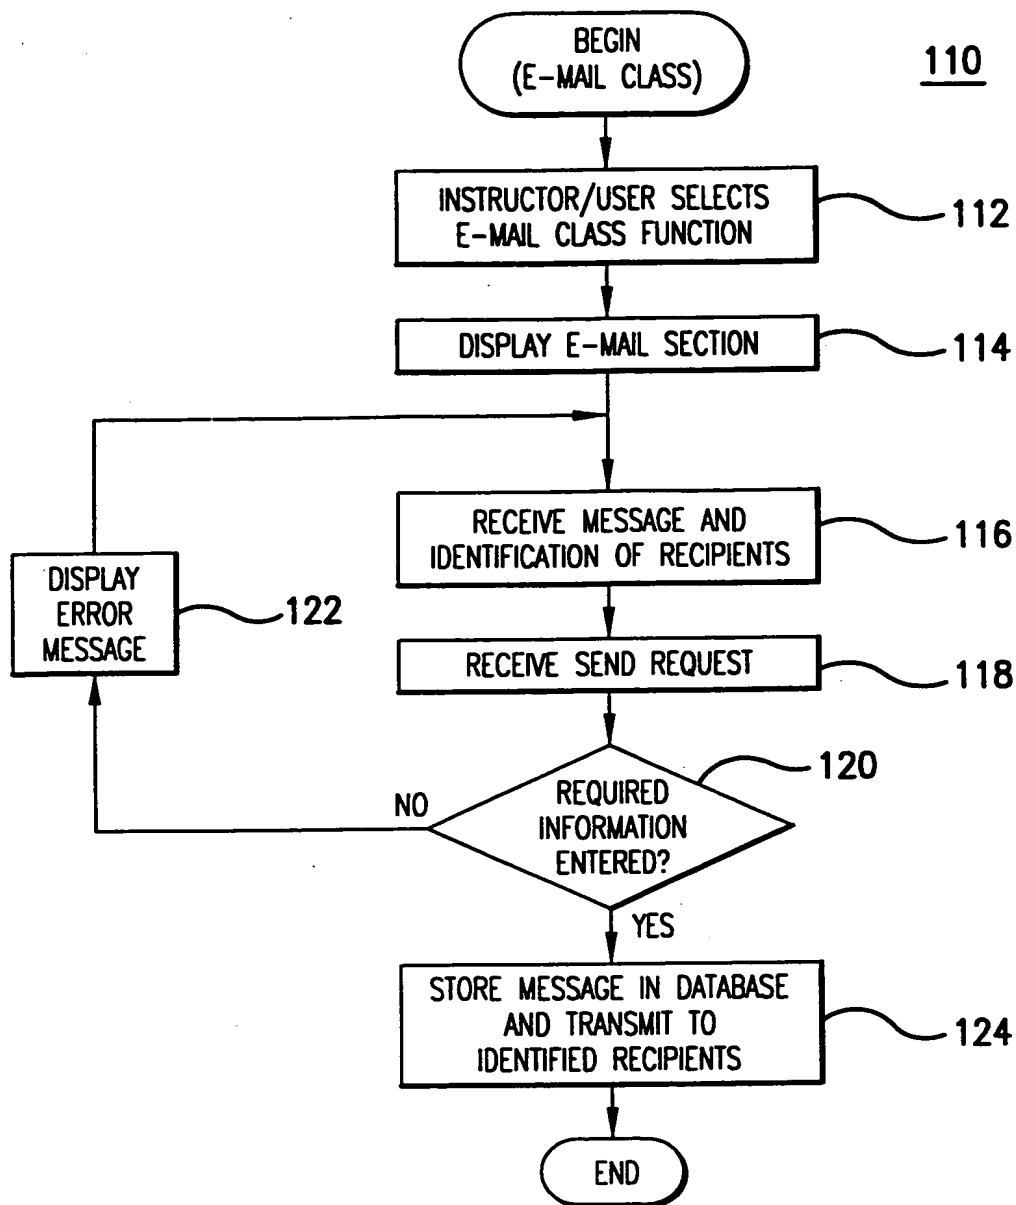 BEGIN
(E-MAIL CLASS)
110
INSTRUCTOR/USER SELECTS
E-MAIL CLASS FUNCTION
112
DISPLAY E-MAIL SECTION
114
RECEIVE MESSAGE AND
IDENTIFICATION OF RECIPIENTS
116
DISPLAY
ERROR
MESSAGE
122
RECEIVE SEND REQUEST
118
120
NO
REQUIRED
INFORMATION
ENTERED?
YES
STORE MESSAGE IN DATABASE
AND TRANSMIT TO
IDENTIFIED RECIPIENTS
124
END